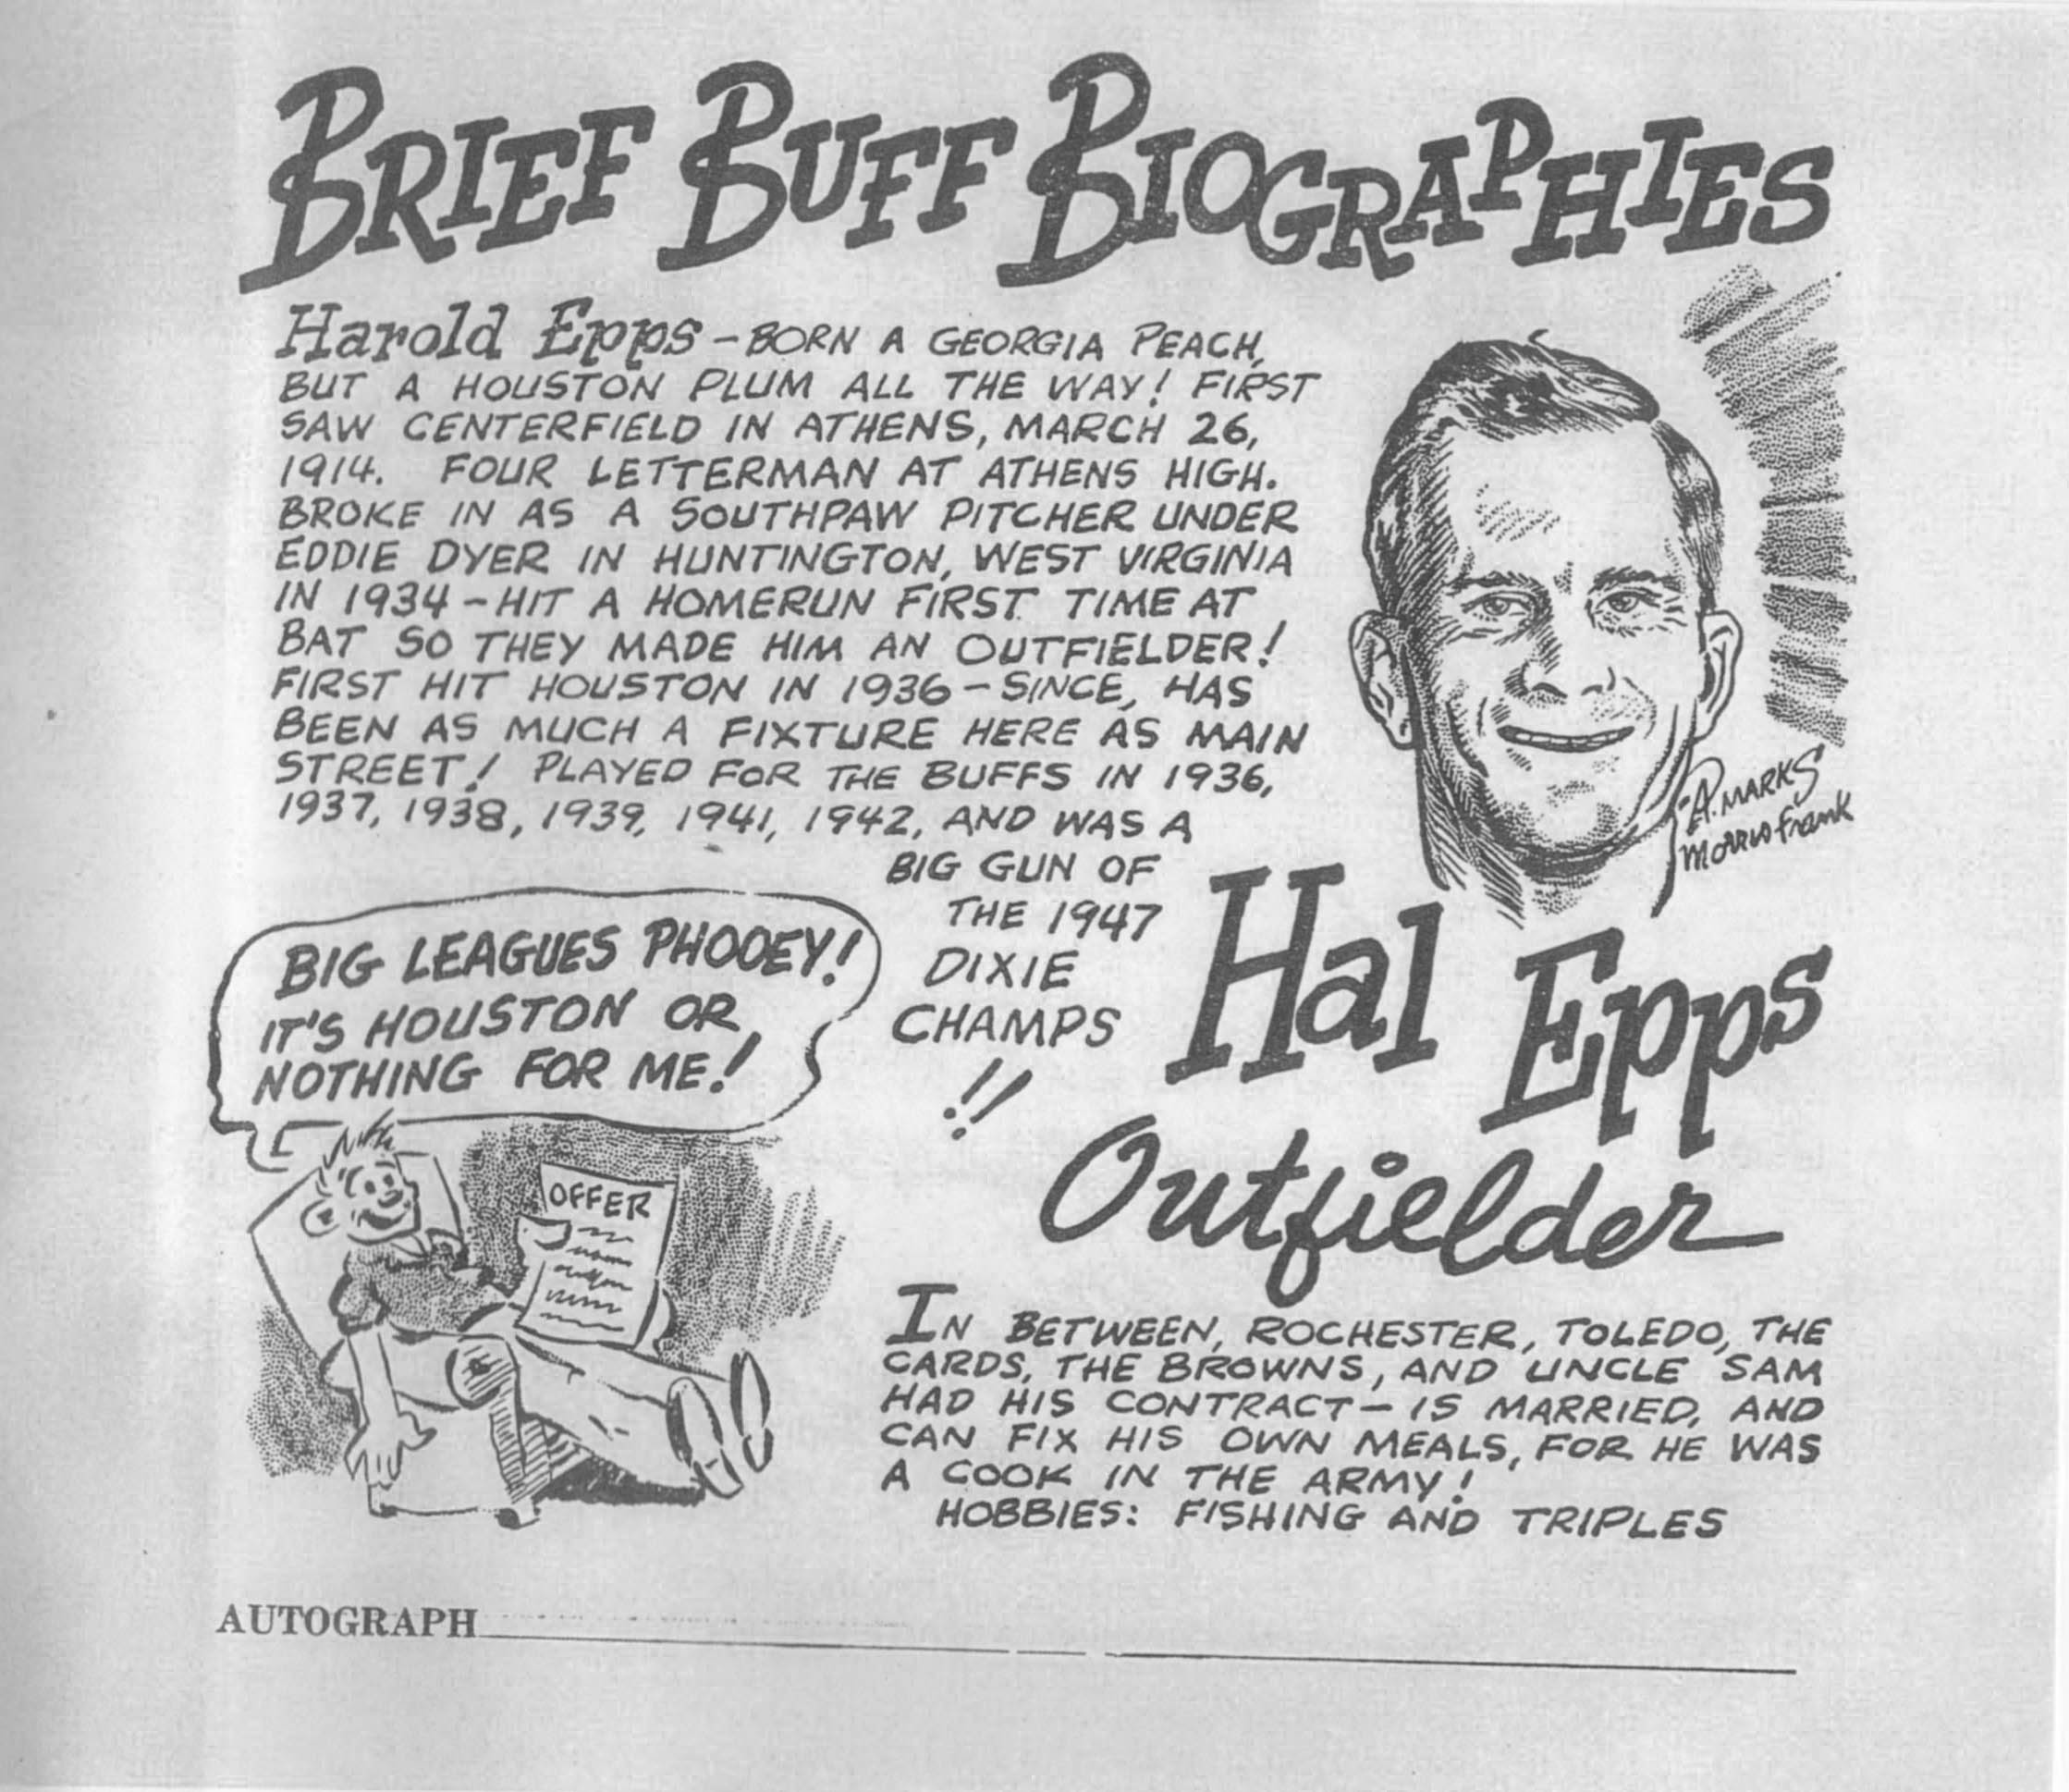 BRIEF BUFF BIOGRAPHIES
Harold Epps - BORN A GEORGIA PEACH,
BUT A HOUSTON PLUM ALL THE WAY! FIRST
SAW CENTERFIELD IN ATHENS, MARCH 26,
1914. FOUR LETTERMAN AT ATHENS HIGH.
BROKE IN AS A SOUTHPAW PITCHER UNDER
EDDIE DYER IN HUNTINGTON, WEST VIRGINIA
IN 1934 - HIT A HOMERUN FIRST TIME AT
BAT SO THEY MADE HIM AN OUTFIELDER!
FIRST HIT HOUSTON IN 1936 - SINCE, HAS
BEEN AS MUCH A FIXTURE HERE AS MAIN
STREET! PLAYED FOR THE BUFFS IN 1936,
1937, 1938, 1939, 1941, 1942, AND WAS A
BIG GUN OF
THE 1947
DIXIE
CHAMPS
!!
A. MARKS
Morris Frank
BIG LEAGUES PHOOEY!
IT'S HOUSTON OR
NOTHING FOR ME!
OFFER
Hal Epps
Outfielder
IN BETWEEN, ROCHESTER, TOLEDO, THE
CARDS, THE BROWNS, AND UNCLE SAM
HAD HIS CONTRACT - IS MARRIED, AND
CAN FIX HIS OWN MEALS, FOR HE WAS
A COOK IN THE ARMY!
HOBBIES: FISHING AND TRIPLES
AUTOGRAPH